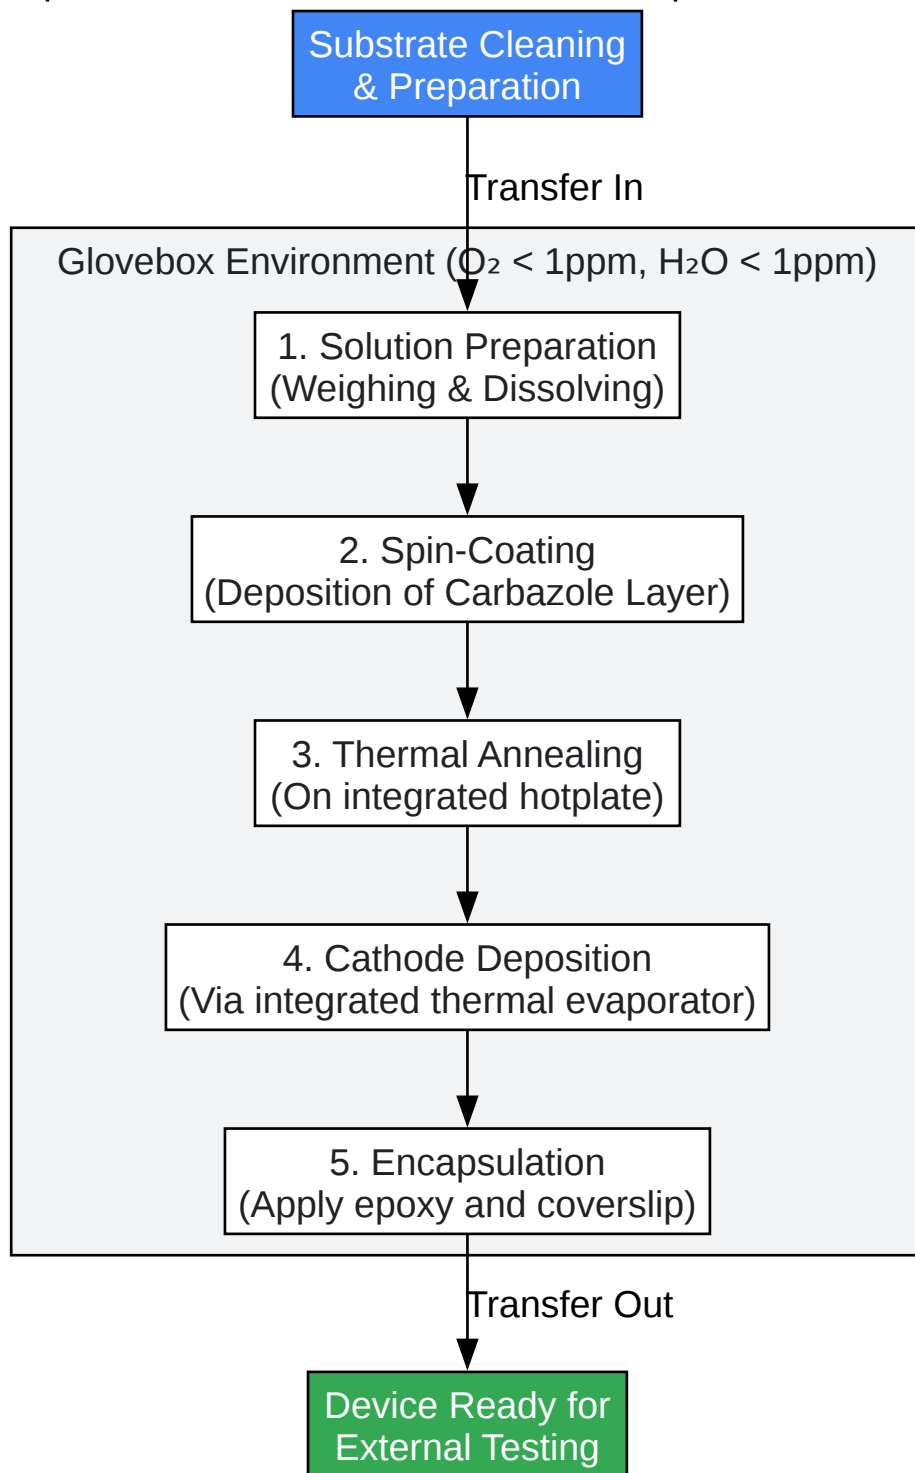 Substrate Cleaning
& Preparation
Transfer In
Glovebox Environment (O₂ < 1ppm, H₂O < 1ppm)
1. Solution Preparation
(Weighing & Dissolving)
2. Spin-Coating
(Deposition of Carbazole Layer)
3. Thermal Annealing
(On integrated hotplate)
4. Cathode Deposition
(Via integrated thermal evaporator)
5. Encapsulation
(Apply epoxy and coverslip)
Transfer Out
Device Ready for
External Testing